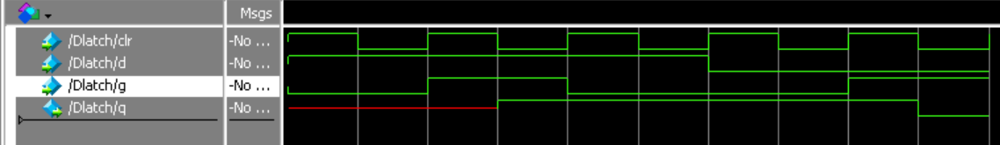 Msgs
/Dlatch/clr -No ...
/Dlatch/d -No ...
/Dlatch/g -No ...
/Dlatch/q -No ...